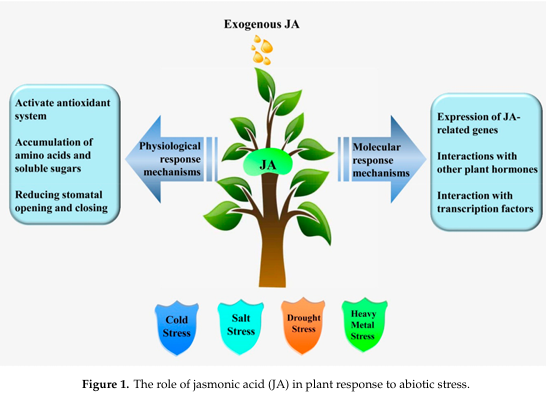 Exogenous JA
Activate antioxidant
system
Accumulation of
amino acids and
soluble sugars
Reducing stomatal
opening and closing
Physiological
response
mechanisms
JA
Molecular
response
mechanisms
Expression of JA-
related genes
Interactions with
other plant hormones
Interaction with
transcription factors
Cold
Stress
Salt
Stress
Drought
Stress
Heavy
Metal
Stress
Figure 1. The role of jasmonic acid (JA) in plant response to abiotic stress.